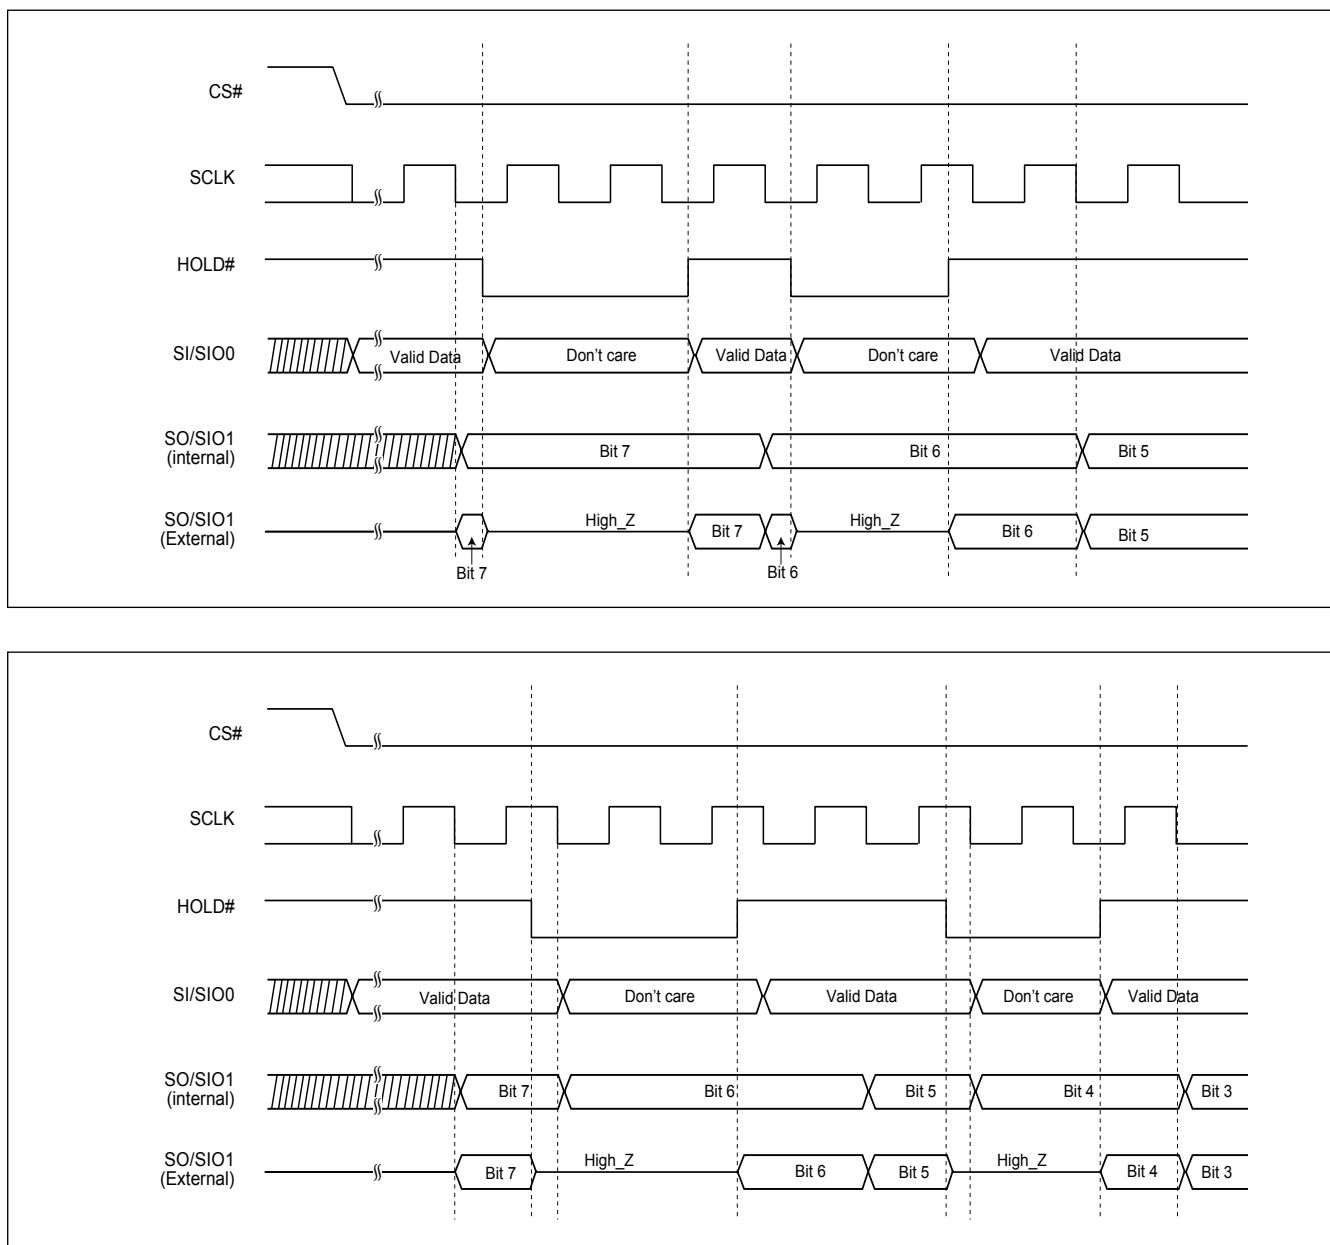 CS#
SCLK
HOLD#
SI/SIO0
Valid Data
Don't care
Valid Data
Don't care
Valid Data
SO/SIO1
(internal)
Bit 7
Bit 6
Bit 5
SO/SIO1
(External)
High_Z
Bit 7
High_Z
Bit 6
Bit 5
Bit 7
Bit 6
CS#
SCLK
HOLD#
SI/SIO0
Valid Data
Don't care
Valid Data
Don't care
Valid Data
SO/SIO1
(internal)
Bit 7
Bit 6
Bit 5
Bit 4
Bit 3
SO/SIO1
(External)
Bit 7
High_Z
Bit 6
Bit 5
High_Z
Bit 4
Bit 3